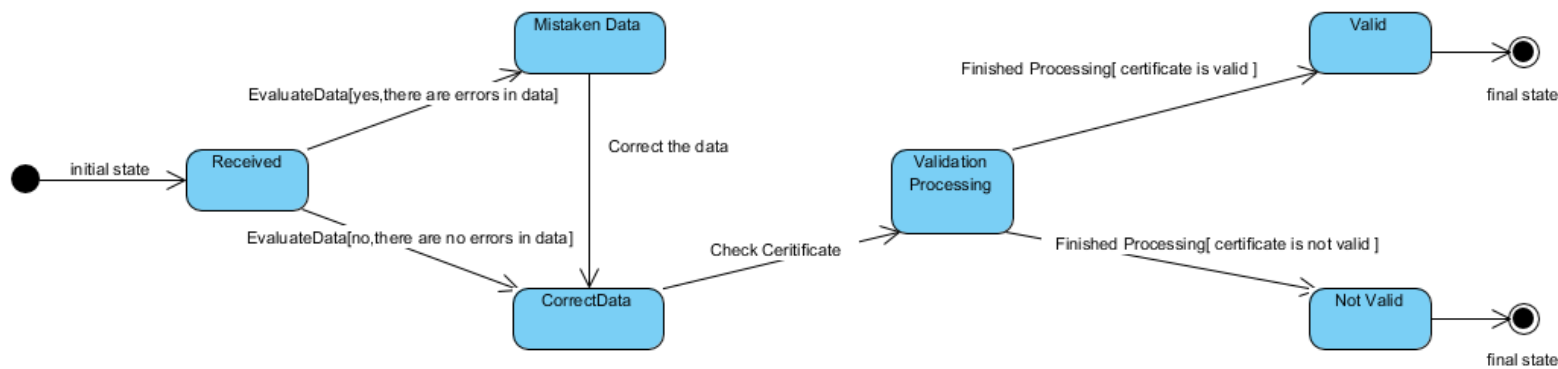 Mistaken Data
Valid
Finished Processing[ certificate is valid ]
EvaluateData[yes,there are errors in data]
final state
Correct the data
initial state
Received
Validation
Processing
EvaluateData[no,there are no errors in data]
Check Ceritificate
Finished Processing[ certificate is not valid ]
CorrectData
Not Valid
final state